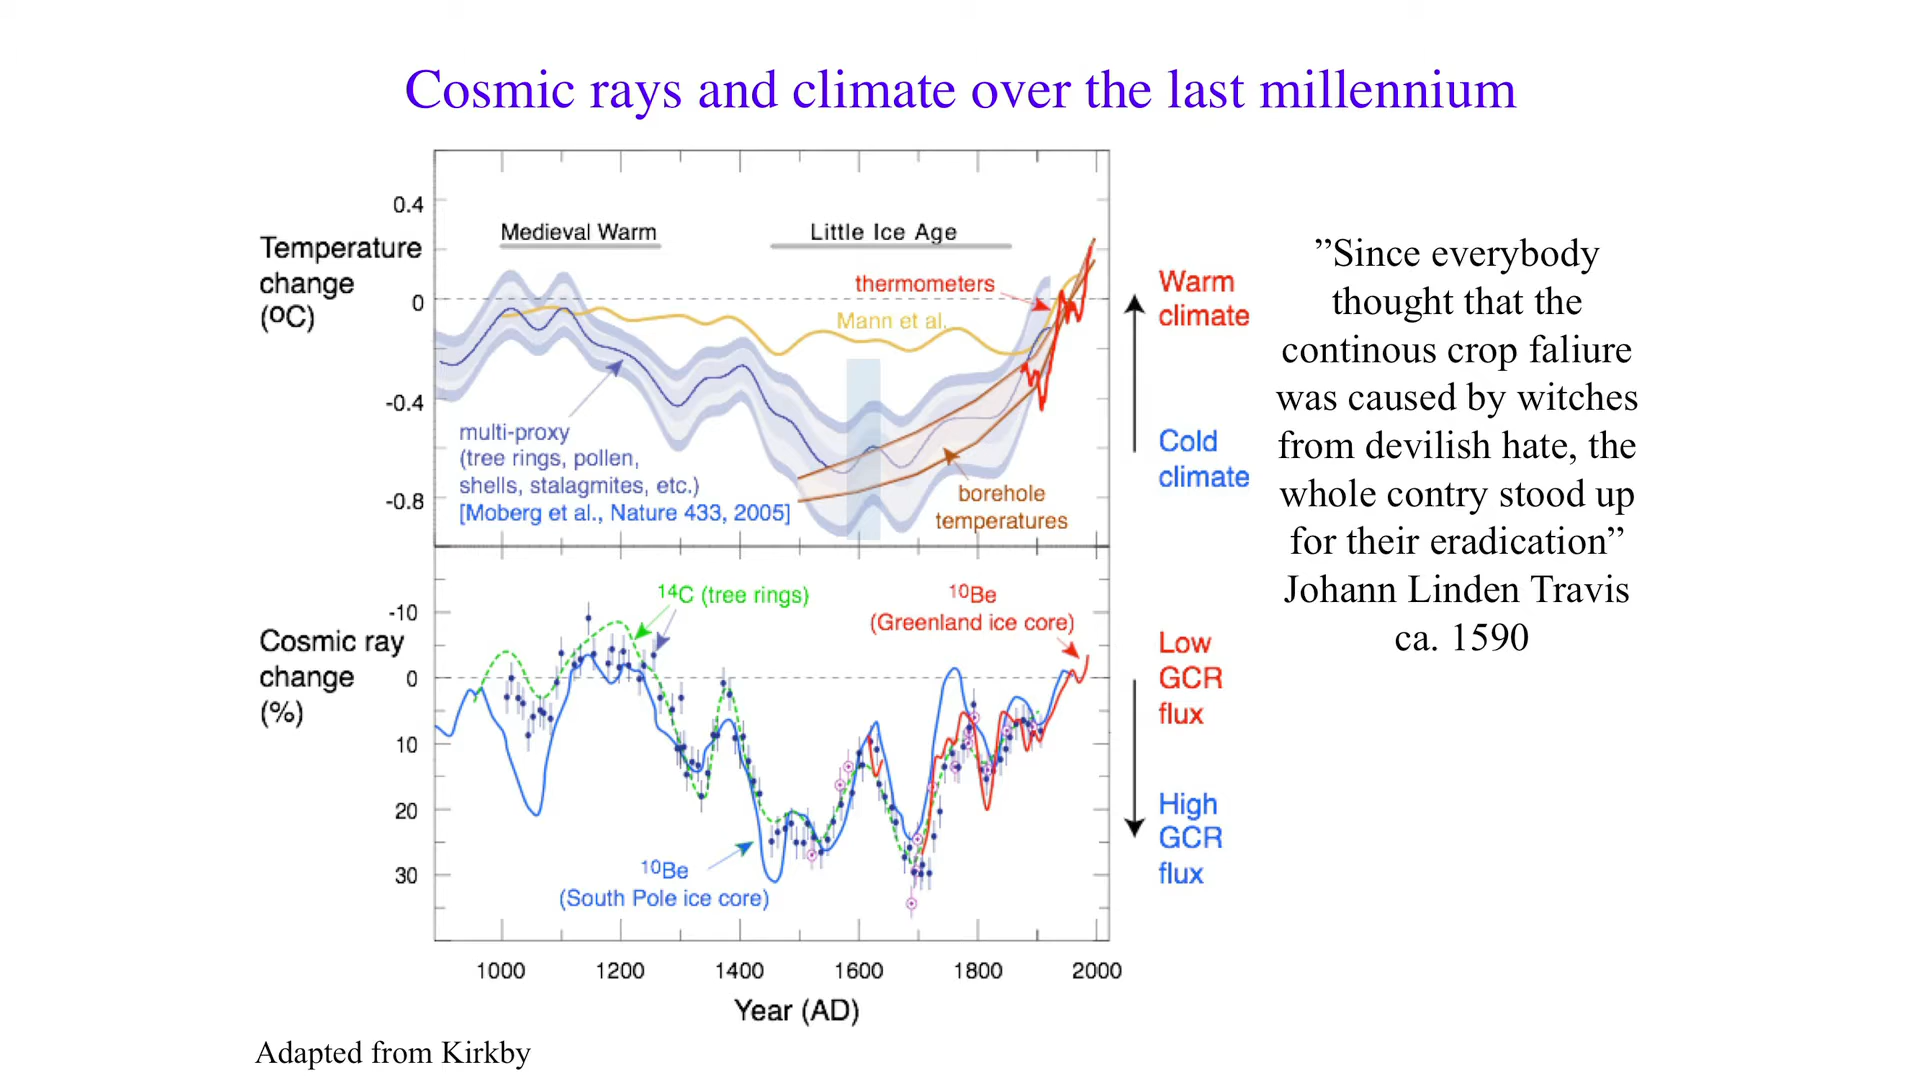 Cosmic rays and climate over the last millennium
Temperature
change
(ºC)
0.4
0
-0.4
-0.8
Medieval Warm
Little Ice Age
thermometers
Mann et al.
multi-proxy
(tree rings, pollen,
shells, stalagmites, etc.)
[Moberg et al., Nature 433, 2005]
borehole
temperatures
Warm
climate
Cold
climate
”Since everybody
thought that the
continous crop faliure
was caused by witches
from devilish hate, the
whole contry stood up
for their eradication”
Johann Linden Travis
ca. 1590
Cosmic ray
change
(%)
-10
0
10
20
30
14C (tree rings)
10Be
(Greenland ice core)
10Be
(South Pole ice core)
Low
GCR
flux
High
GCR
flux
1000 1200 1400 1600 1800 2000
Year (AD)
Adapted from Kirkby